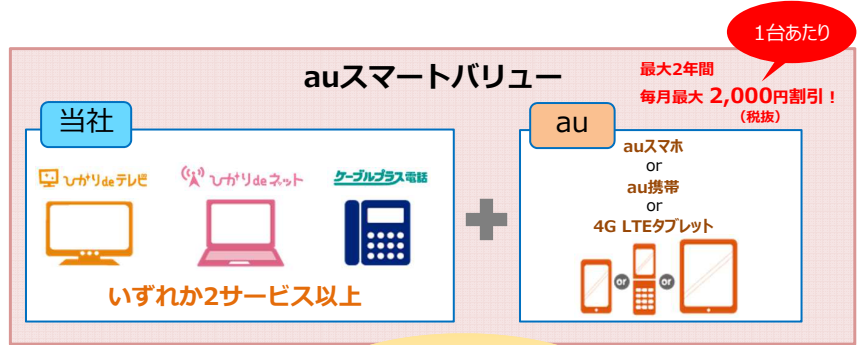 1台あたり
auスマートバリュー
最大2年間
毎月最大 2,000円割引！
（税抜）
当社
ひかりdeテレビ
ひかりdeネット
ケーブルプラス電話
いずれか2サービス以上
+
au
auスマホ
or
au携帯
or
4G LTEタブレット
or
or